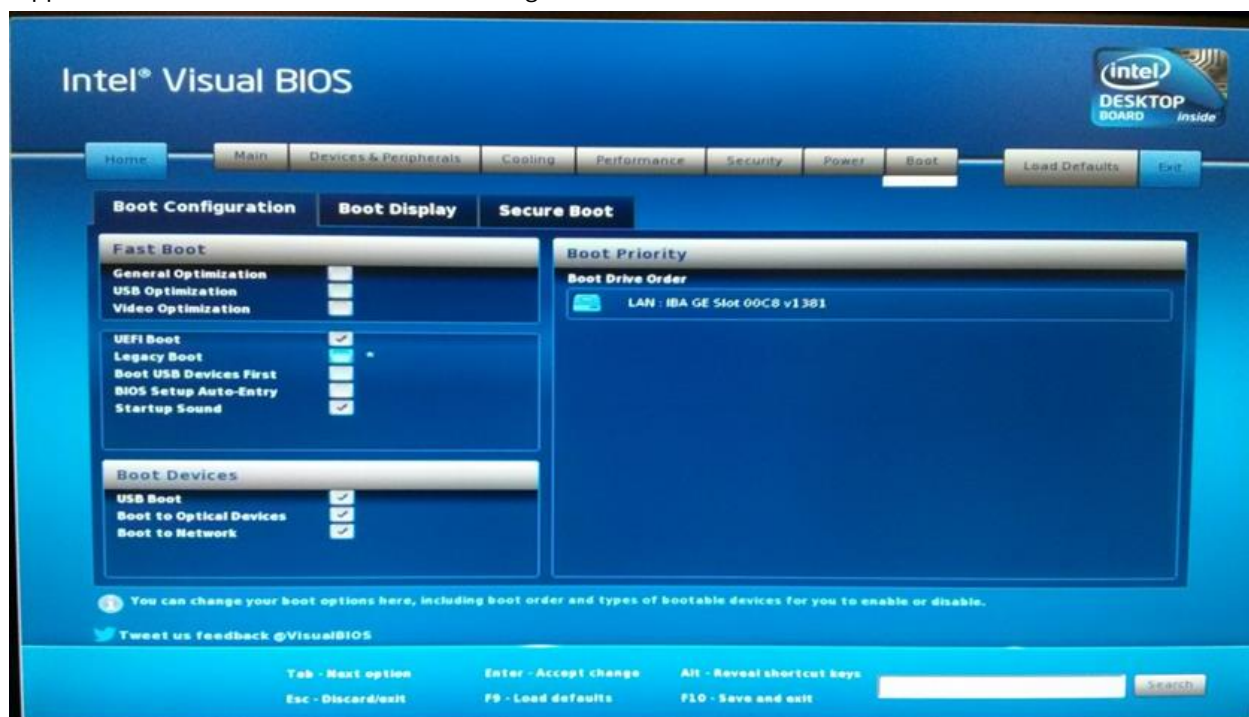 Intel® Visual BIOS
intel
DESKTOP
BOARD inside
Home Main Devices & Peripherals Cooling Performance Security Power Boot Load Defaults Exit
Boot Configuration Boot Display Secure Boot
Fast Boot
General Optimization
USB Optimization
Video Optimization
UEFI Boot
Legacy Boot *
Boot USB Devices First
BIOS Setup Auto-Entry
Startup Sound
Boot Devices
USB Boot
Boot to Optical Devices
Boot to Network
Boot Priority
Boot Drive Order
LAN : IBA GE Slot 00C8 v1381
You can change your boot options here, including boot order and types of bootable devices for you to enable or disable.
Tweet us feedback @VisualBIOS
Tab - Next option Enter - Accept change Alt - Reveal shortcut keys
Esc - Discard/exit F9 - Load defaults F10 - Save and exit
Search